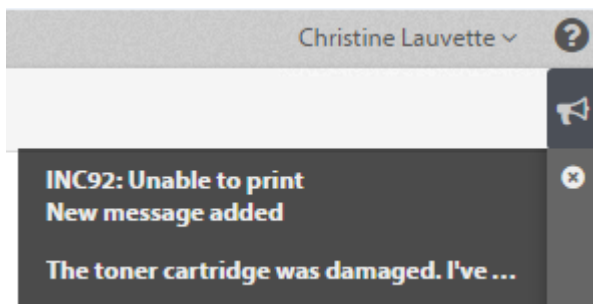 Christine Lauvette
INC92: Unable to print
New message added
The toner cartridge was damaged. I've ...